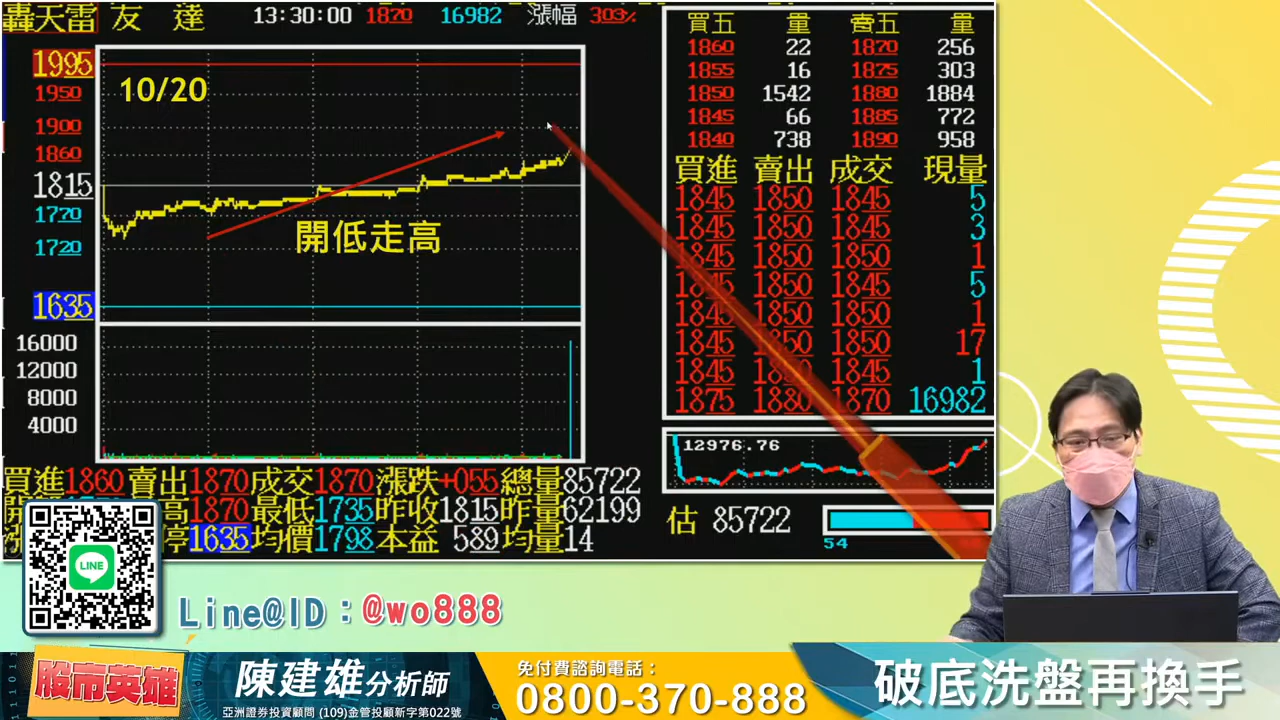 轟天雷 友達 13:30:00 1870 16982 漲幅 303%
1995
1950
1900
1860
1815
1720
1720
1635
16000
12000
8000
4000
10/20
開低走高
買五 量 賣五 量
1860 22 1870 256
1855 16 1875 303
1850 1542 1880 1884
1845 66 1885 772
1840 738 1890 958
買進 賣出 成交 現量
1845 1850 1845 5
1845 1850 1845 3
1845 1850 1850 1
1845 1850 1845 5
1845 1850 1845 1
1845 1850 1850 17
1845 1850 1845 1
1875 1880 1870 16982
12976.76
估 85722
54
買進1860賣出1870成交1870漲跌+055總量85722
高1870最低1735昨收1815昨量62199
停1635均價1798本益 589均量14
LINE
Line@ID：@wo888
股市英雄
陳建雄分析師
亞洲證券投資顧問 (109)金管投顧新字第022號
免付費諮詢電話：
0800-370-888
破底洗盤再換手